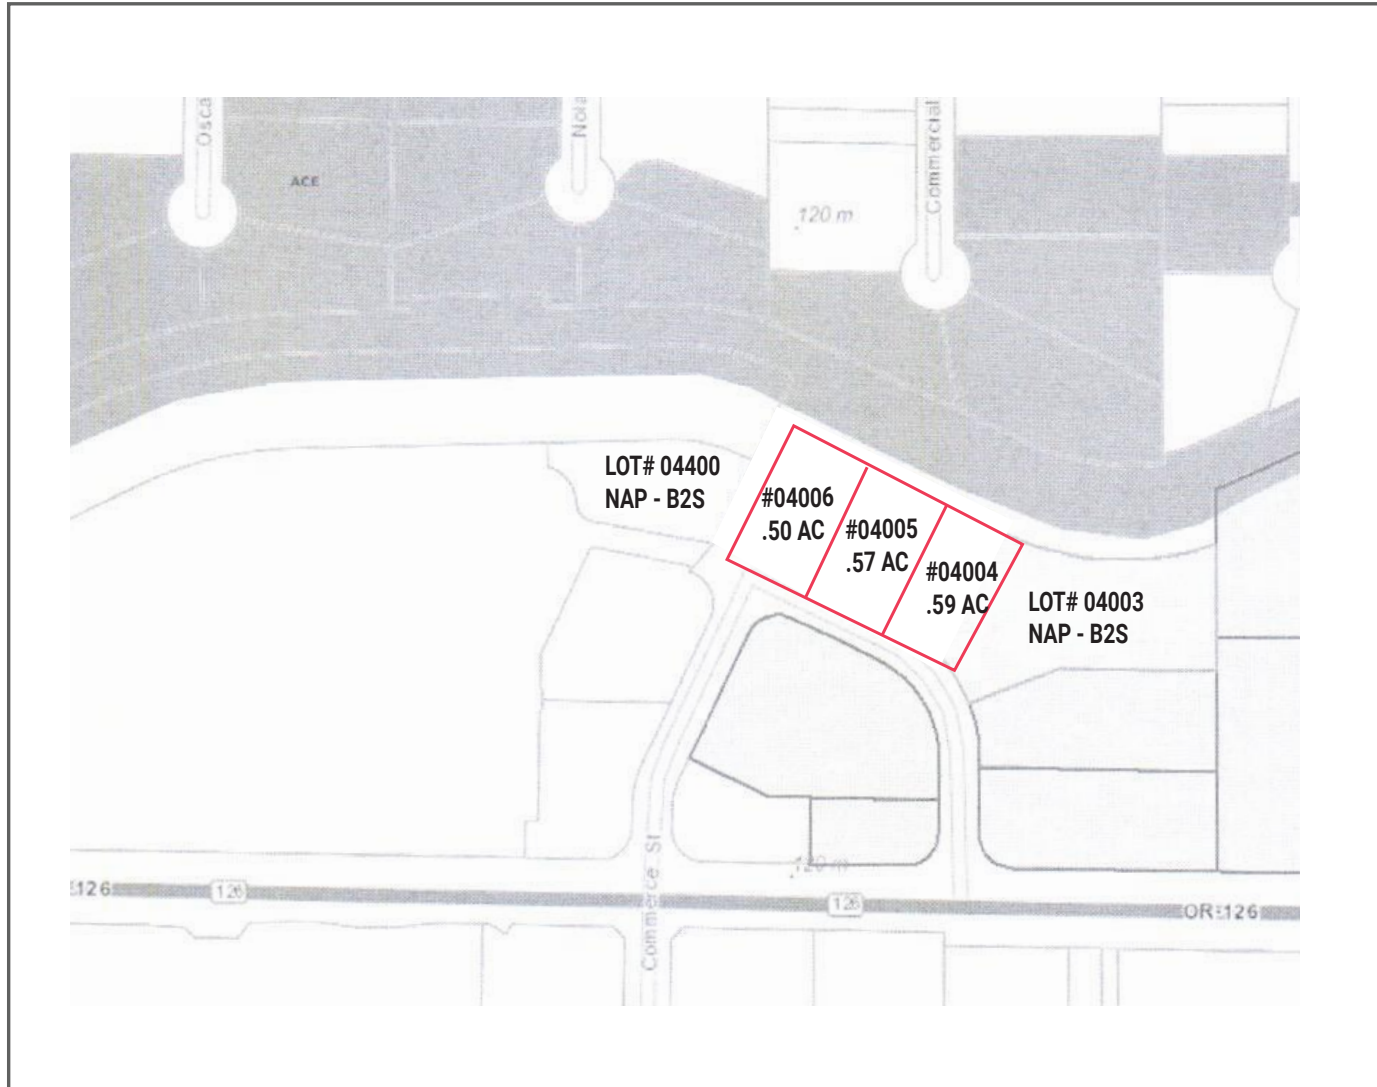 Osca
Nola
Commercial
ACE
120 m
LOT# 04400
NAP - B2S
#04006
.50 AC
#04005
.57 AC
#04004
.59 AC
LOT# 04003
NAP - B2S
Commerce St
120 m
126
126
126
OR-126